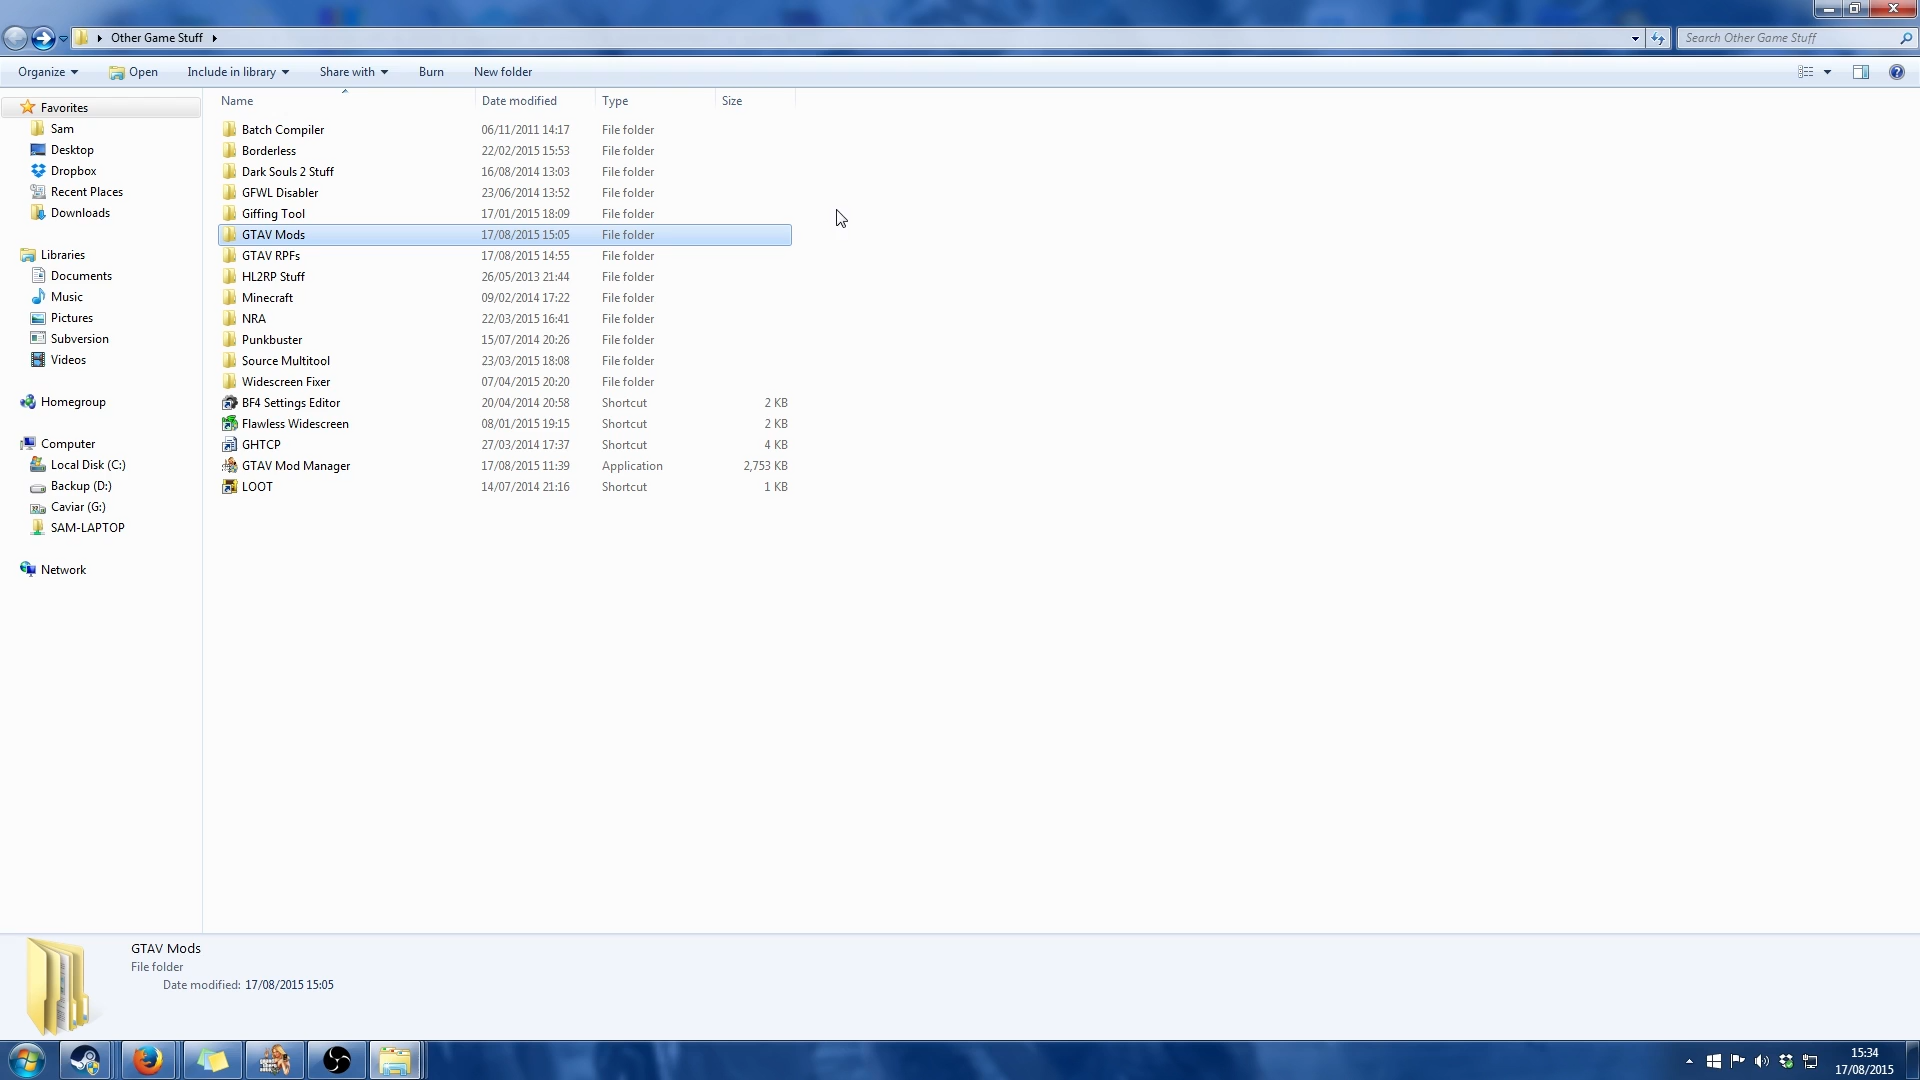 Other Game Stuff
Search Other Game Stuff
Organize Open Include in library Share with Burn New folder
Name Date modified Type Size
Favorites
Sam
Desktop
Dropbox
Recent Places
Downloads
Libraries
Documents
Music
Pictures
Subversion
Videos
Homegroup
Computer
Local Disk (C:)
Backup (D:)
Caviar (G:)
SAM-LAPTOP
Network
Batch Compiler 06/11/2011 14:17 File folder
Borderless 22/02/2015 15:53 File folder
Dark Souls 2 Stuff 16/08/2014 13:03 File folder
GFWL Disabler 23/06/2014 13:52 File folder
Giffing Tool 17/01/2015 18:09 File folder
GTAV Mods 17/08/2015 15:05 File folder
GTAV RPFs 17/08/2015 14:55 File folder
HL2RP Stuff 26/05/2013 21:44 File folder
Minecraft 09/02/2014 17:22 File folder
NRA 22/03/2015 16:41 File folder
Punkbuster 15/07/2014 20:26 File folder
Source Multitool 23/03/2015 18:08 File folder
Widescreen Fixer 07/04/2015 20:20 File folder
BF4 Settings Editor 20/04/2014 20:58 Shortcut 2 KB
Flawless Widescreen 08/01/2015 19:15 Shortcut 2 KB
GHTCP 27/03/2014 17:37 Shortcut 4 KB
GTAV Mod Manager 17/08/2015 11:39 Application 2,753 KB
LOOT 14/07/2014 21:16 Shortcut 1 KB
GTAV Mods
File folder
Date modified: 17/08/2015 15:05
15:34
17/08/2015